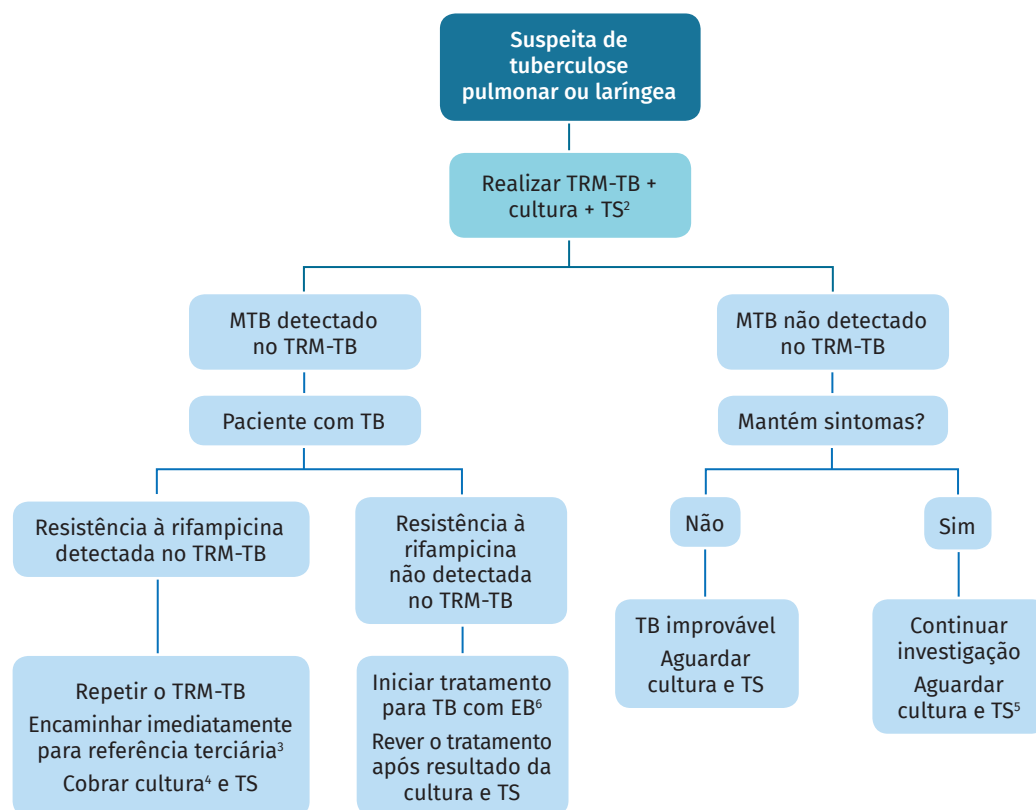 Suspeita de
tuberculose
pulmonar ou laríngea
Realizar TRM-TB +
cultura + TS²
MTB detectado
no TRM-TB
MTB não detectado
no TRM-TB
Paciente com TB
Mantém sintomas?
Resistência à rifampicina
detectada no TRM-TB
Resistência à
rifampicina
não detectada
no TRM-TB
Não
Sim
Repetir o TRM-TB
Encaminhar imediatamente
para referência terciária³
Cobrar cultura⁴ e TS
Iniciar tratamento
para TB com EB⁶
Rever o tratamento
após resultado da
cultura e TS
TB improvável
Aguardar
cultura e TS
Continuar
investigação
Aguardar
cultura e TS⁵